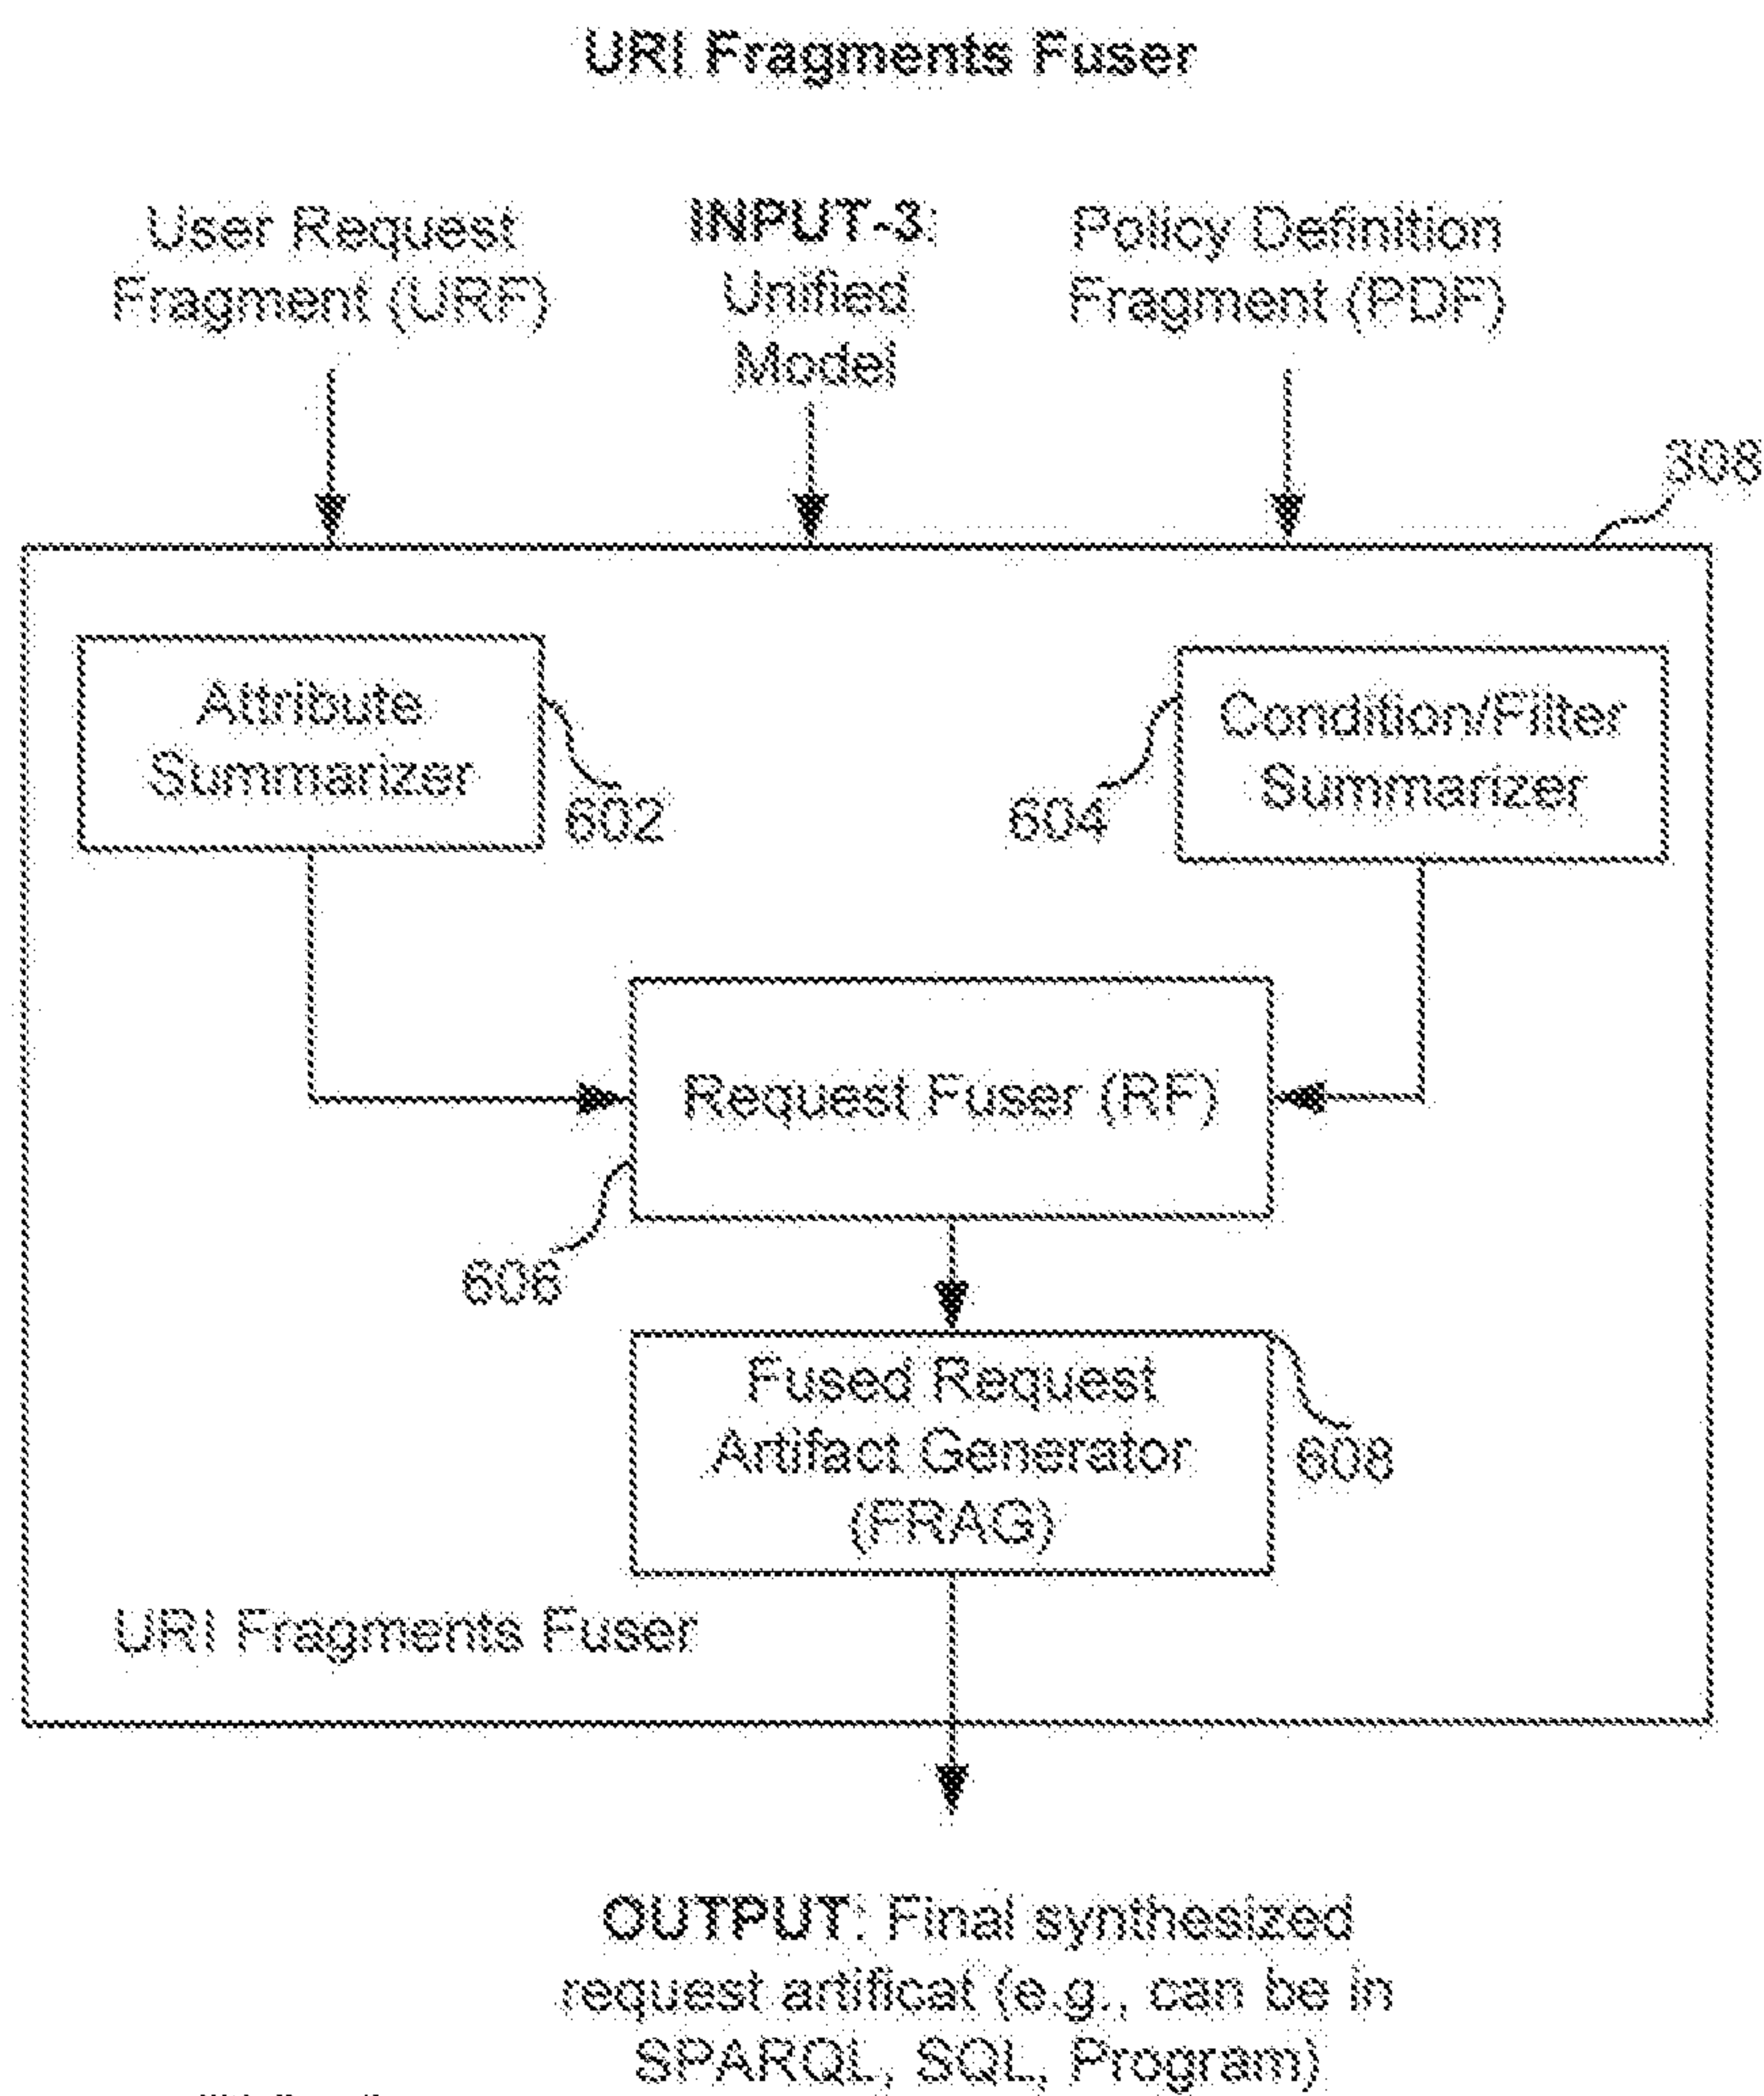 URI Fragments Fuser
User Request
Fragment (URF)
INPUT-3:
Unified
Model
Policy Definition
Fragment (PDF)
308
Attribute
Summarizer
602
604
Condition/Filter
Summarizer
Request Fuser (RF)
606
Fused Request
Artifact Generator
(FRAG)
608
URI Fragments Fuser
OUTPUT: Final synthesized
request artificat (e.g., can be in
SPARQL, SQL, Program)